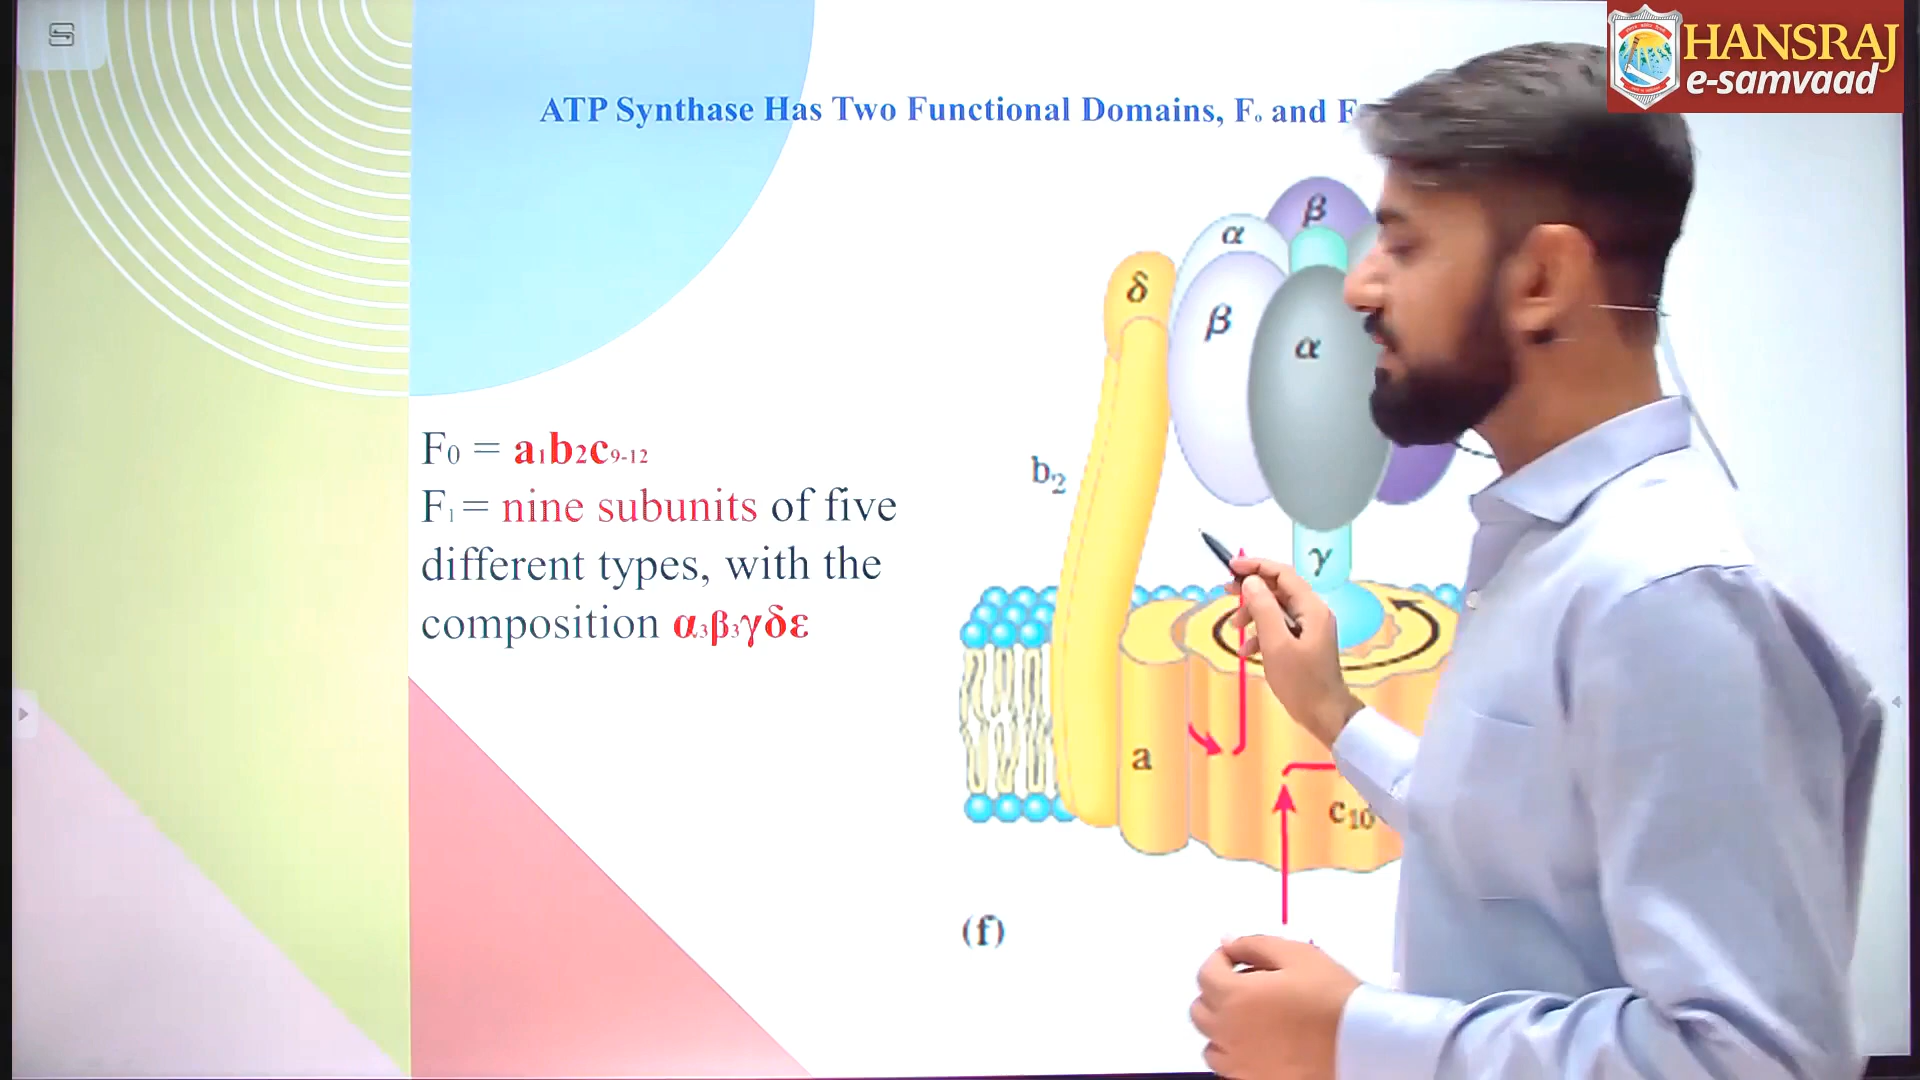 HANSRAJ
e-samvaad
ATP Synthase Has Two Functional Domains, Fₒ and F
β
α
δ
β
α
F₀ = a₁b₂c₉₋₁₂
b₂
F₁ = nine subunits of five
different types, with the
composition α₃β₃γδε
γ
a
c₁₀
(f)